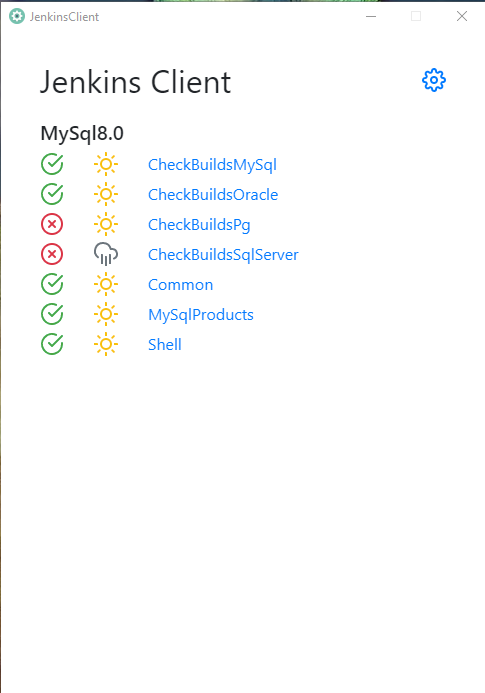 JenkinsClient
Jenkins Client
MySql8.0
CheckBuildsMySql
CheckBuildsOracle
CheckBuildsPg
CheckBuildsSqlServer
Common
MySqlProducts
Shell